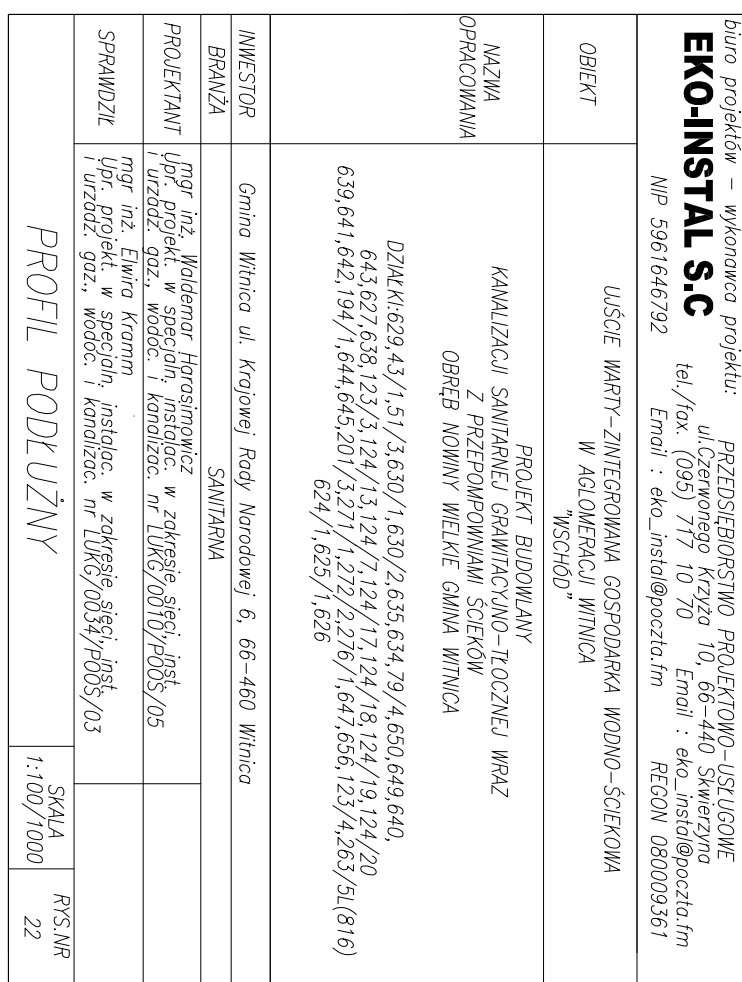 biuro projektów – wykonawca projektu:
EKO-INSTAL S.C
NIP 5961646792
PRZEDSIĘBIORSTWO PROJEKTOWO-USŁUGOWE
ul.Czerwonego Krzyża 10, 66-440 Skwierzyna
tel./fax. (095) 717 10 70 Email : eko_instal@poczta.fm
Email : eko_instal@poczta.fm REGON 080009361
OBIEKT
UJŚCIE WARTY-ZINTEGROWANA GOSPODARKA WODNO-ŚCIEKOWA
W AGLOMERACJI WITNICA
"WSCHÓD"
NAZWA
OPRACOWANIA
PROJEKT BUDOWLANY
KANALIZACJI SANITARNEJ GRAWITACYJNO-TŁOCZNEJ WRAZ
Z PRZEPOMPOWNIAMI ŚCIEKÓW
OBRĘB NOWINY WIELKIE GMINA WITNICA
DZIAŁKI:629,43/1,51/3,630/1,630/2,635,634,79/4,650,649,640,
643,627,638,123/3,124/13,124/7,124/17,124/18,124/19,124/20
639,641,642,194/1,644,645,201/3,271/1,272/2,276/1,647,656,123/4,263/5L(816)
624/1,625/1,626
INWESTOR
Gmina Witnica ul. Krajowej Rady Narodowej 6, 66-460 Witnica
BRANŻA
SANITARNA
PROJEKTANT
mgr inż. Waldemar Harasimowicz
Upr. projekt. w specjaln. instalac. w zakresie sieci, inst.
i urządz. gaz., wodoc. i kanalizac. nr LUKG/0010/POOS/05
SPRAWDZIŁ
mgr inż. Elwira Kramm
Upr. projekt. w specjaln. instalac. w zakresie sieci, inst.
i urządz. gaz., wodoc. i kanalizac. nr LUKG/0034/POOS/03
PROFIL PODŁUŻNY
SKALA
1:100/1000
RYS.NR
22